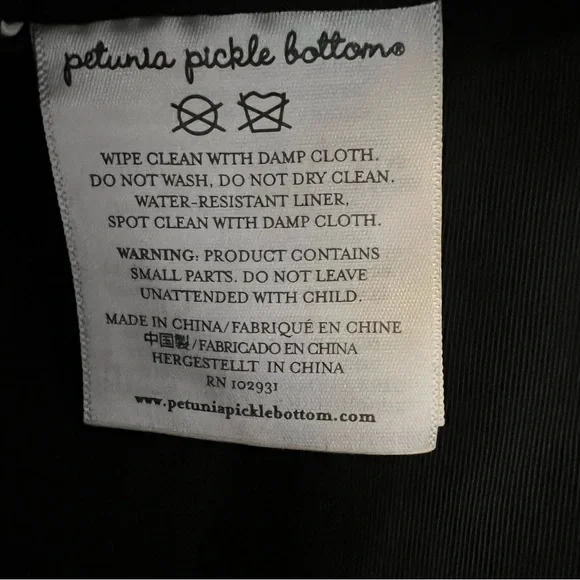 petunia pickle bottom®
WIPE CLEAN WITH DAMP CLOTH.
DO NOT WASH, DO NOT DRY CLEAN.
WATER-RESISTANT LINER,
SPOT CLEAN WITH DAMP CLOTH.
WARNING: PRODUCT CONTAINS
SMALL PARTS. DO NOT LEAVE
UNATTENDED WITH CHILD.
MADE IN CHINA/FABRIQUÉ EN CHINE
中国製/FABRICADO EN CHINA
HERGESTELLT IN CHINA
RN 102931
www.petuniapicklebottom.com